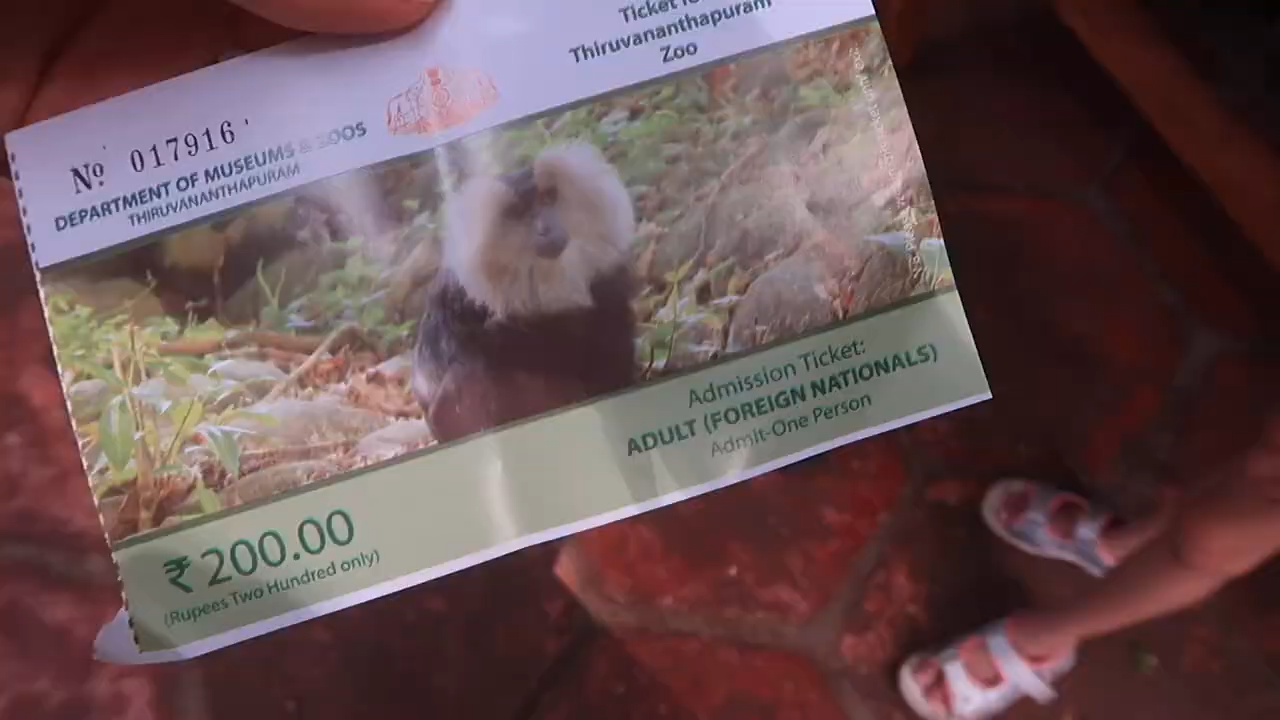 Ticket
Thiruvananthapuram
Zoo
Nº 017916
DEPARTMENT OF MUSEUMS & ZOOS
THIRUVANANTHAPURAM
Admission Ticket:
ADULT (FOREIGN NATIONALS)
Admit-One Person
₹ 200.00
(Rupees Two Hundred only)